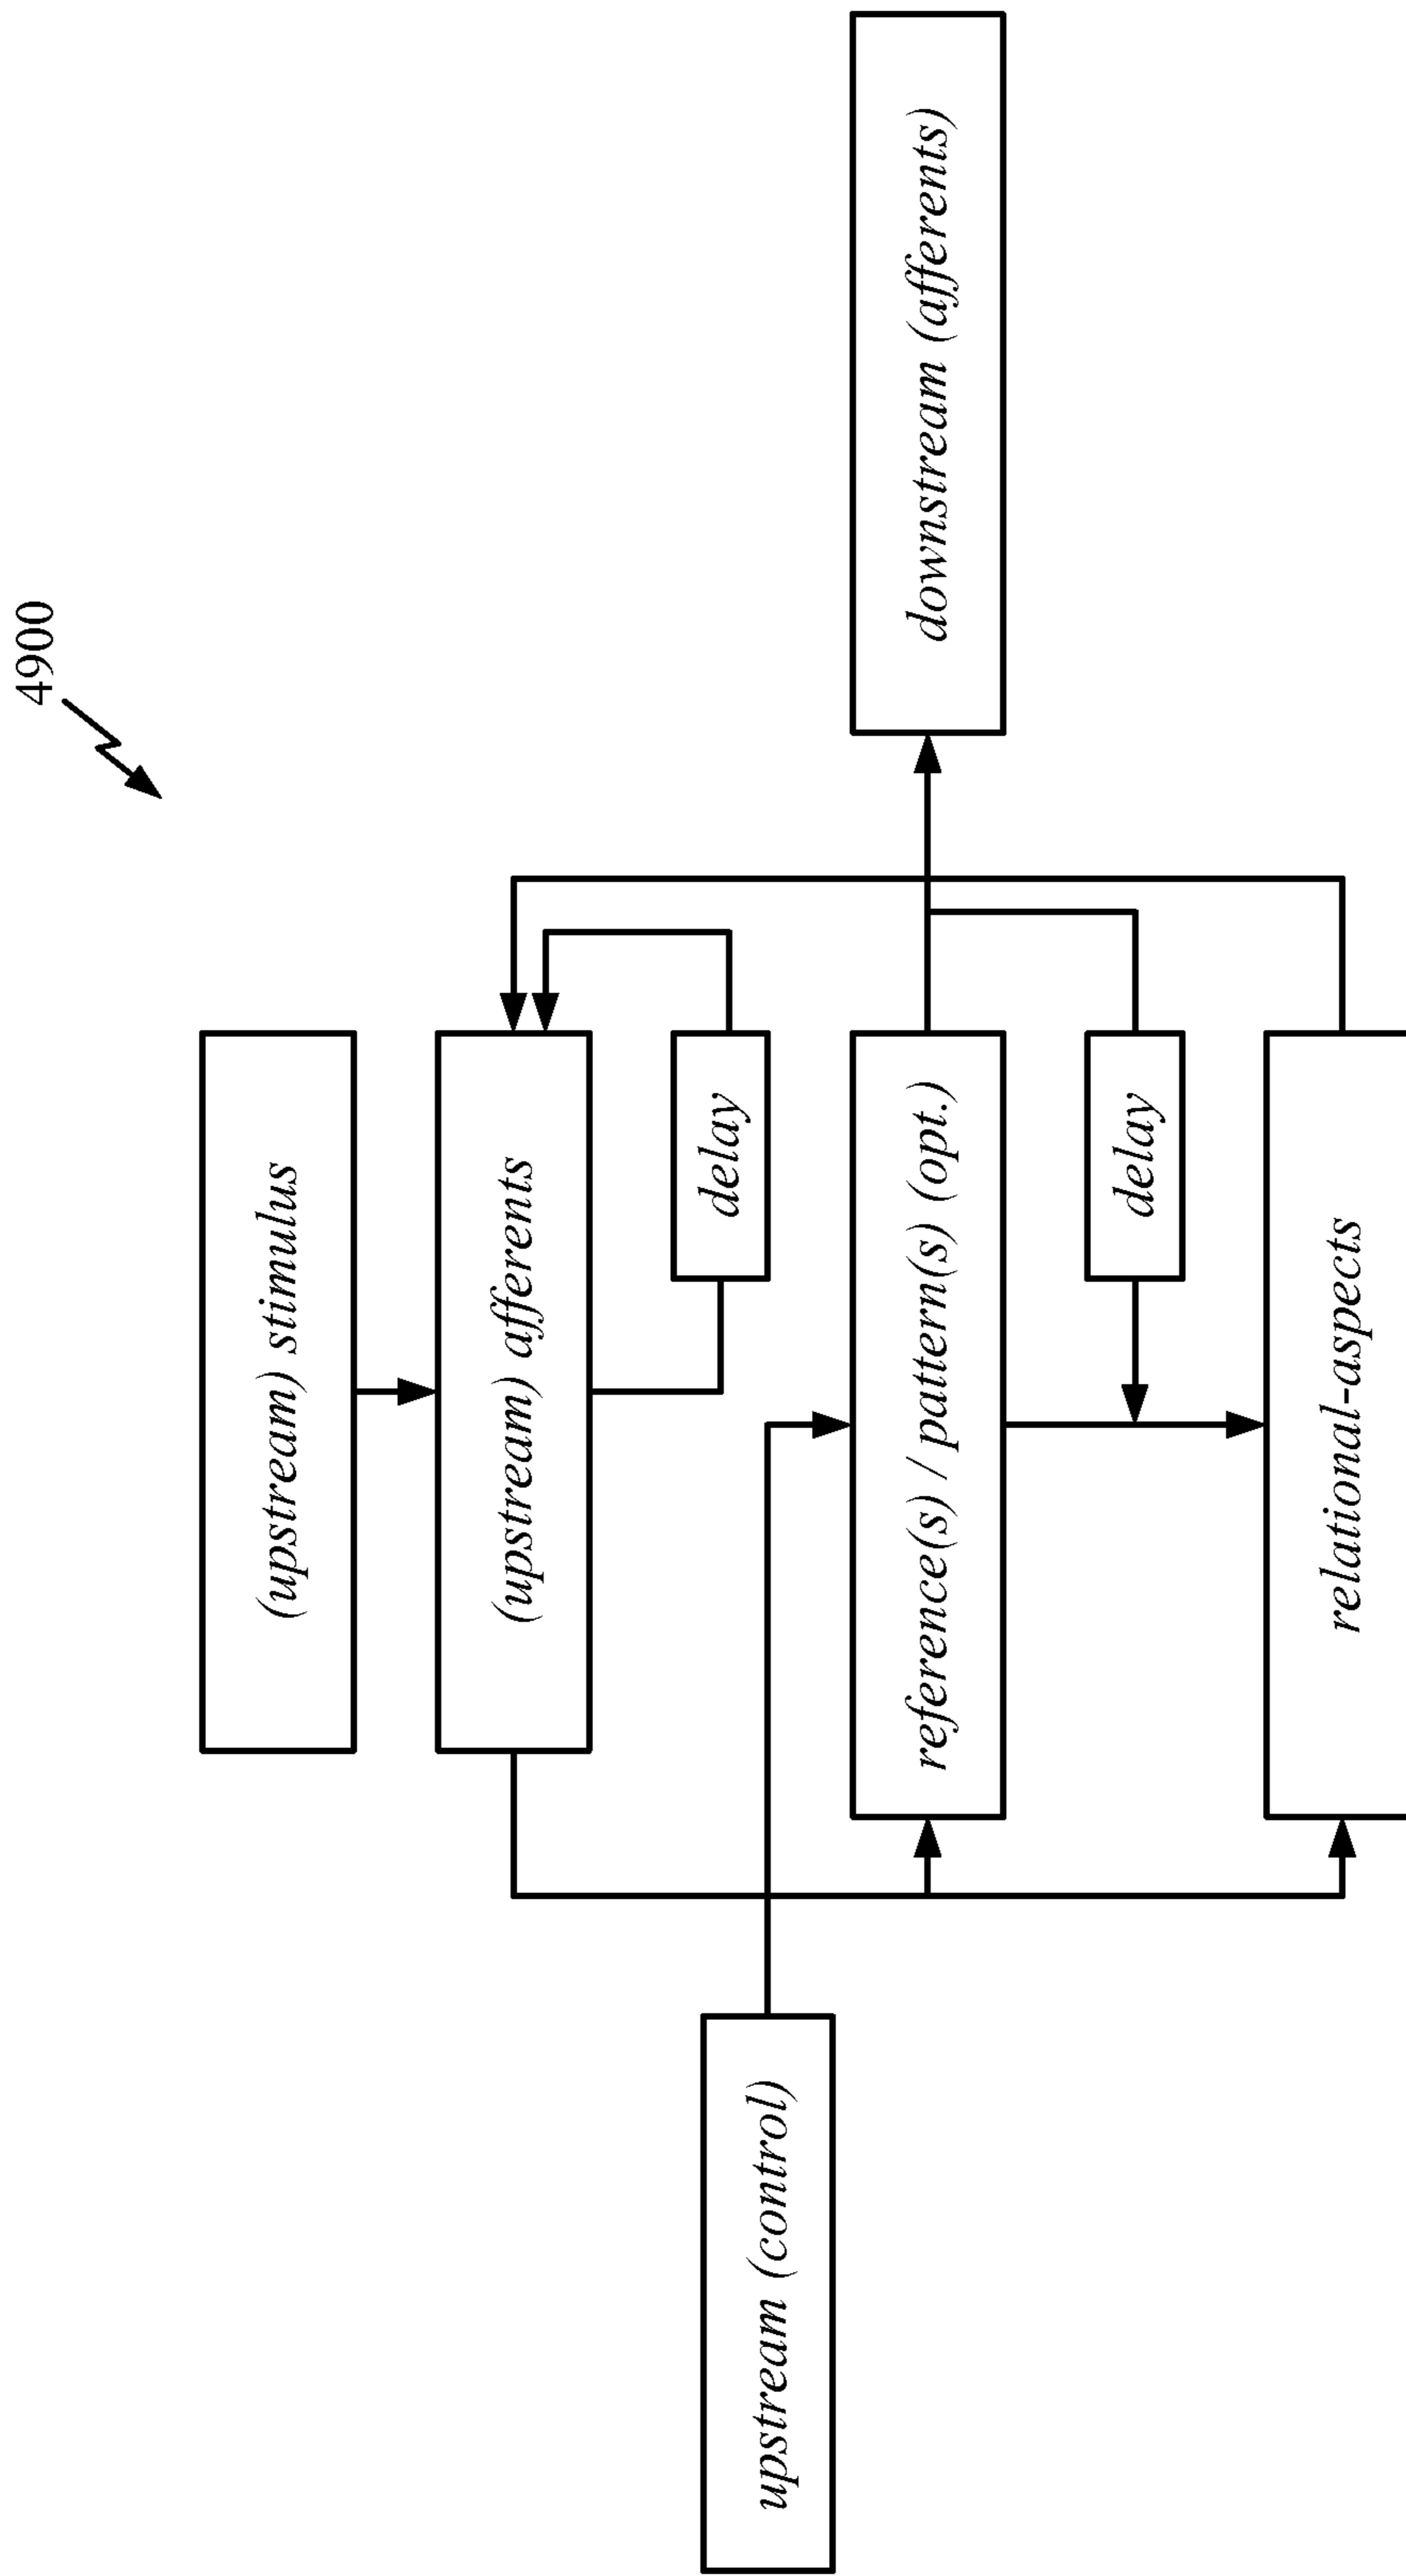 4900
(upstream) stimulus
(upstream) afferents
delay
upstream (control)
reference(s) / pattern(s) (opt.)
downstream (afferents)
delay
relational-aspects